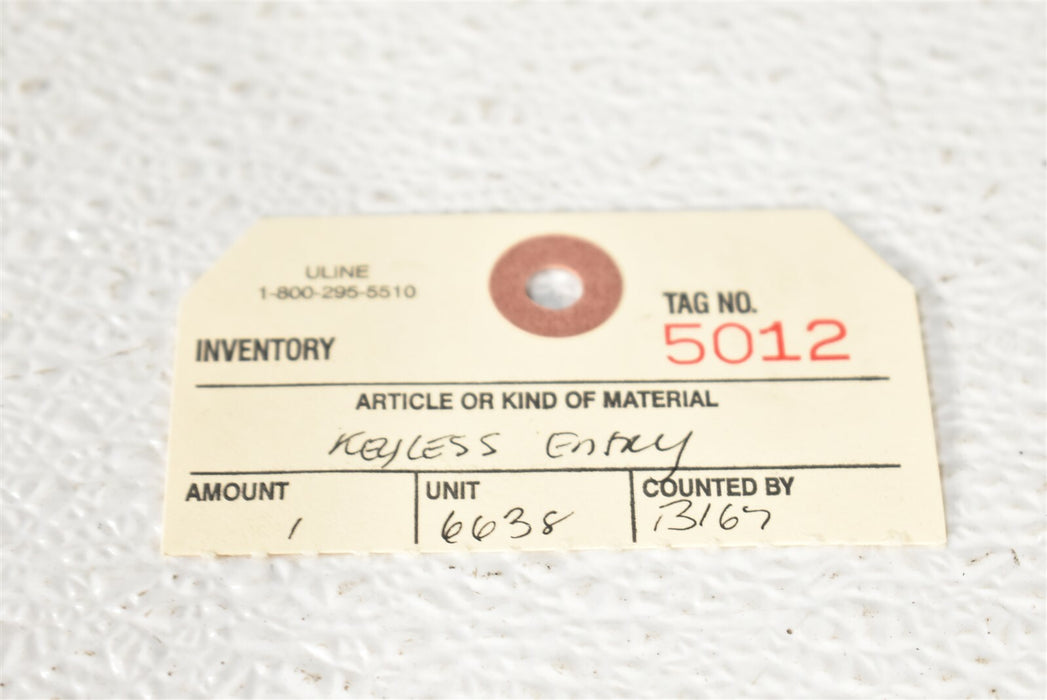 ULINE
1-800-295-5510
TAG NO.
5012
INVENTORY
ARTICLE OR KIND OF MATERIAL
KEYLESS ENTRY
AMOUNT UNIT COUNTED BY
1 6638 13167